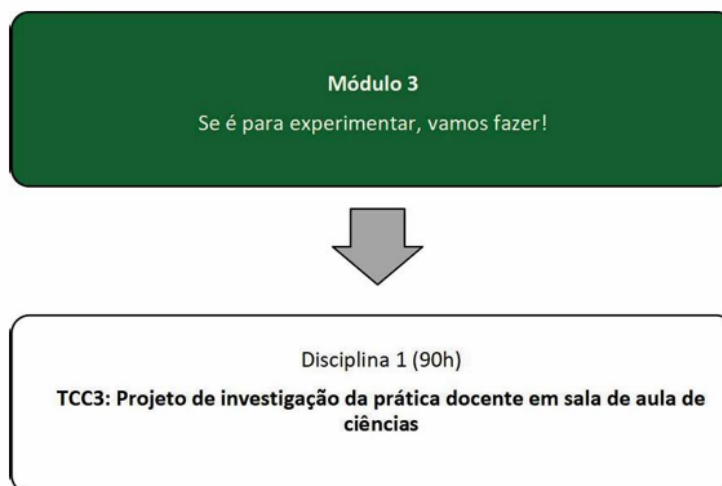 Módulo 3
Se é para experimentar, vamos fazer!
Disciplina 1 (90h)
TCC3: Projeto de investigação da prática docente em sala de aula de
ciências